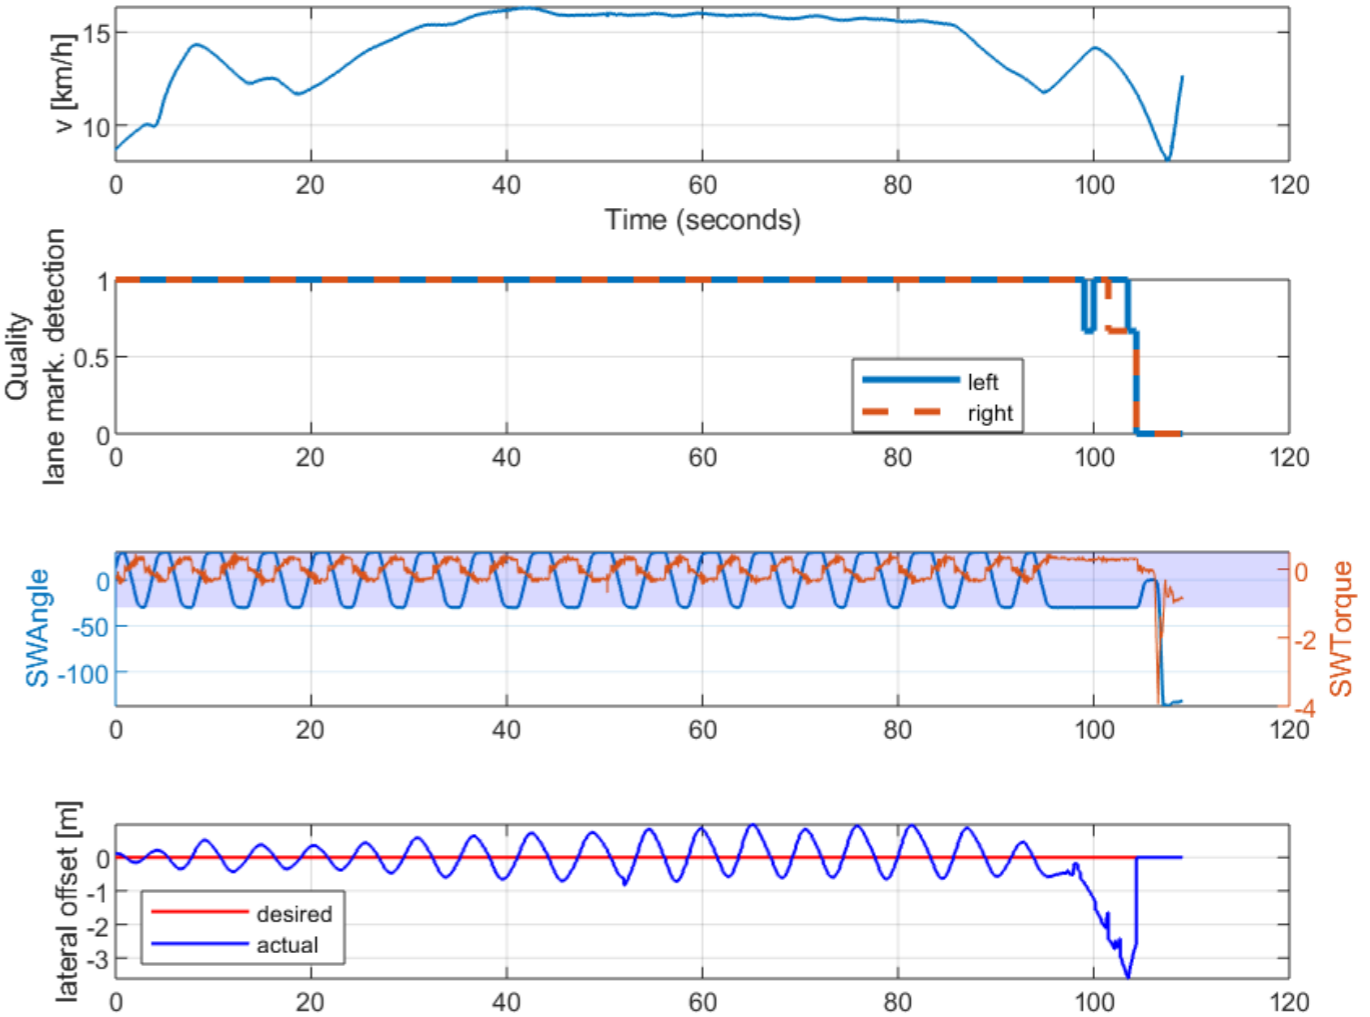 15
10
v [km/h]
0 20 40 60 80 100 120
Time (seconds)
1
0.5
0
Quality
lane mark. detection
left
right
0 20 40 60 80 100 120
0
-50
-100
SWAngle
0
-2
-4
SWTorque
0 20 40 60 80 100 120
0
-1
-2
-3
lateral offset [m]
desired
actual
0 20 40 60 80 100 120